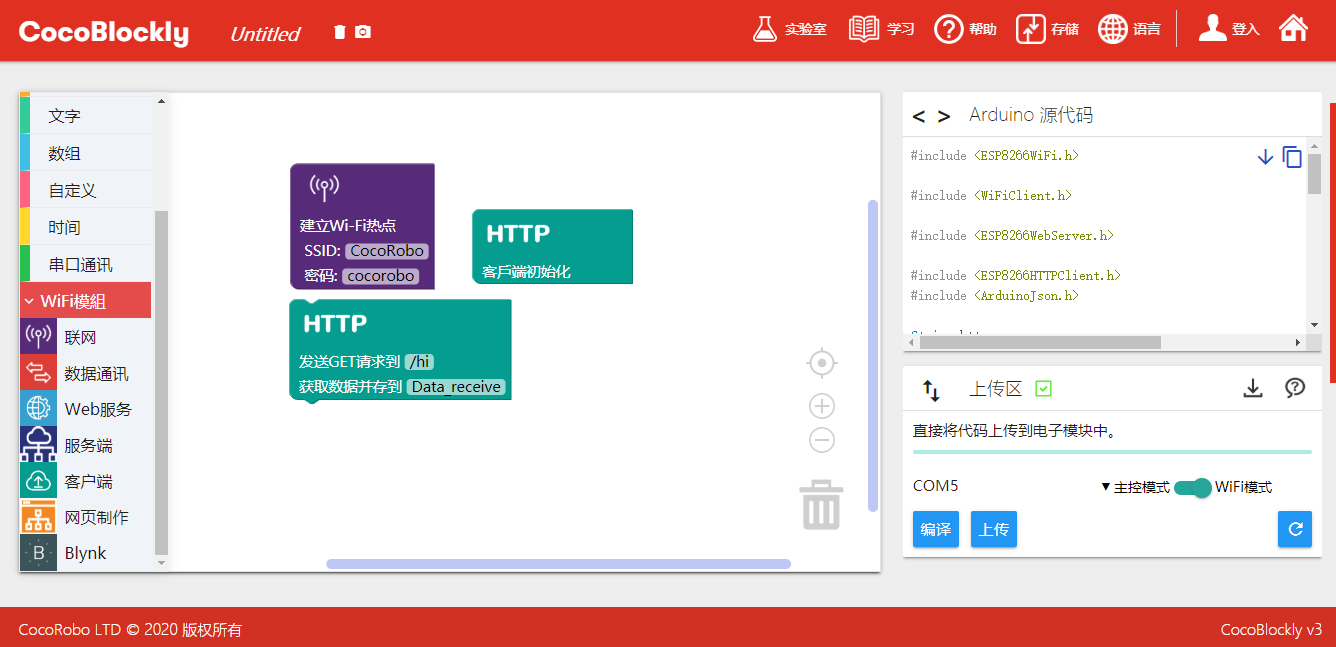 CocoBlockly
Untitled
实验室
学习
帮助
存储
语言
登入
文字
数组
自定义
时间
串口通讯
WiFi模組
联网
数据通讯
Web服务
服务端
客户端
网页制作
B Blynk
建立Wi-Fi热点
SSID: CocoRobo
密码: cocorobo
HTTP
客戶端初始化
HTTP
发送GET请求到 /hi
获取数据并存到 Data_receive
< > Arduino 源代码
#include <ESP8266WiFi.h>
#include <WiFiClient.h>
#include <ESP8266WebServer.h>
#include <ESP8266HTTPClient.h>
#include <ArduinoJson.h>
上传区
直接将代码上传到电子模块中。
COM5
主控模式
WiFi模式
编译
上传
CocoRobo LTD © 2020 版权所有
CocoBlockly v3